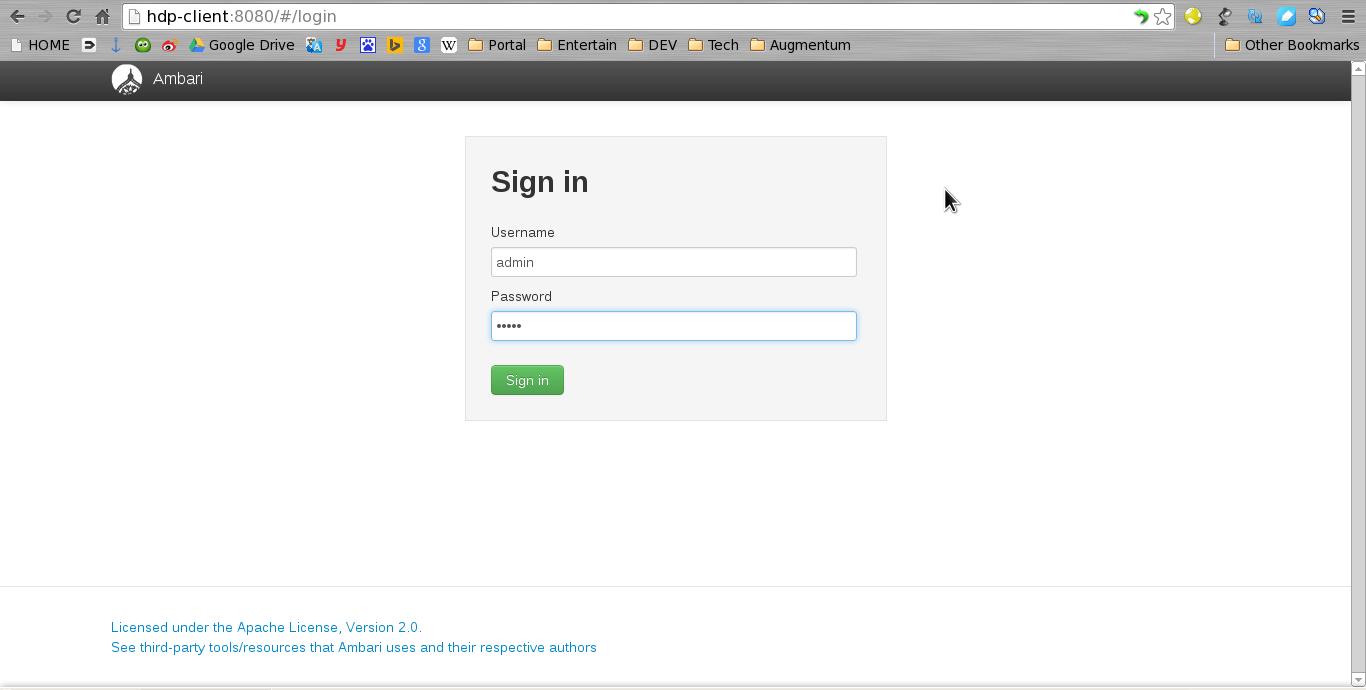 hdp-client:8080/#/login
HOME Google Drive Portal Entertain DEV Tech Augmentum Other Bookmarks
Ambari
Sign in
Username
admin
Password
•••••
Sign in
Licensed under the Apache License, Version 2.0.
See third-party tools/resources that Ambari uses and their respective authors